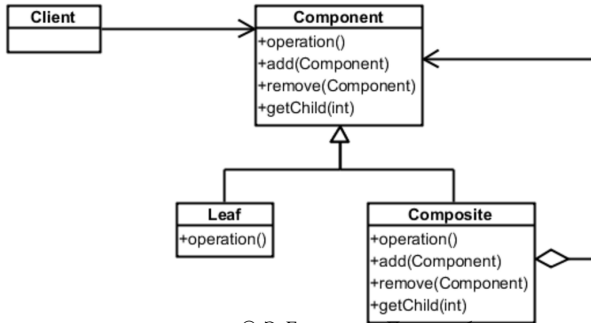 Client
Component
+operation()
+add(Component)
+remove(Component)
+getChild(int)
Leaf
+operation()
Composite
+operation()
+add(Component)
+remove(Component)
+getChild(int)